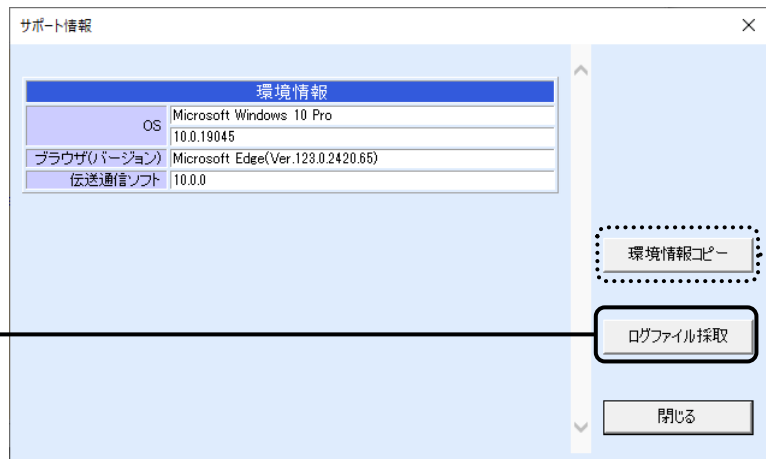 サポート情報
環境情報
OS
Microsoft Windows 10 Pro
10.0.19045
ブラウザ(バージョン) Microsoft Edge(Ver.123.0.2420.65)
伝送通信ソフト 10.0.0
環境情報コピー
ログファイル採取
閉じる